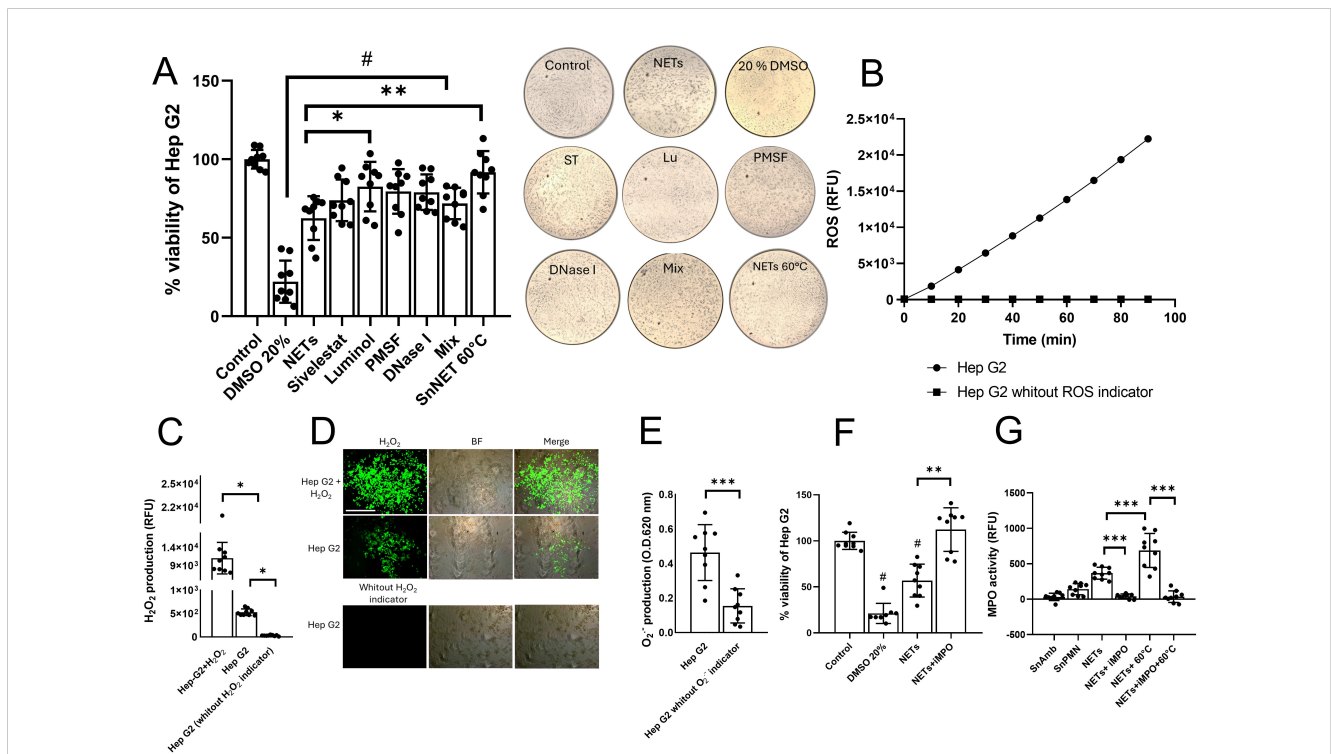 A
% viability of Hep G2
150
100
50
0
#
**
*
Control
DMSO 20%
NETs
Sivelestat
Luminol
PMSF
DNase I
Mix
SnNET 60°C
Control
NETs
20 % DMSO
ST
Lu
PMSF
DNase I
Mix
NETs 60ºC
B
ROS (RFU)
2.5×10⁴
2×10⁴
1.5×10⁴
1×10⁴
5×10³
0
0 20 40 60 80 100
Time (min)
Hep G2
Hep G2 whitout ROS indicator
C
H₂O₂ production (RFU)
2.5×10⁴
2.2×10⁴
1.4×10⁴
9×10³
1×10³
5×10²
0
*
*
Hep-G2+H₂O₂
Hep G2
Hep G2 (whitout H₂O₂ indicator)
D
H₂O₂ BF Merge
Hep G2 +
H₂O₂
Hep G2
Whitout H₂O₂
indicator
Hep G2
E
O₂·⁻ production (O.D.620 nm)
0.8
0.6
0.4
0.2
0.0
***
Hep G2
Hep G2 whitout O₂·⁻ indicator
F
% viability of Hep G2
150
100
50
0
**
#
#
Control
DMSO 20%
NETs
NETs+iMPO
G
MPO activity (RFU)
1500
1000
500
0
-500
***
***
***
SnAmb
SnPMN
NETs
NETs+ iMPO
NETs+ 60°C
NETs+iMPO+60°C